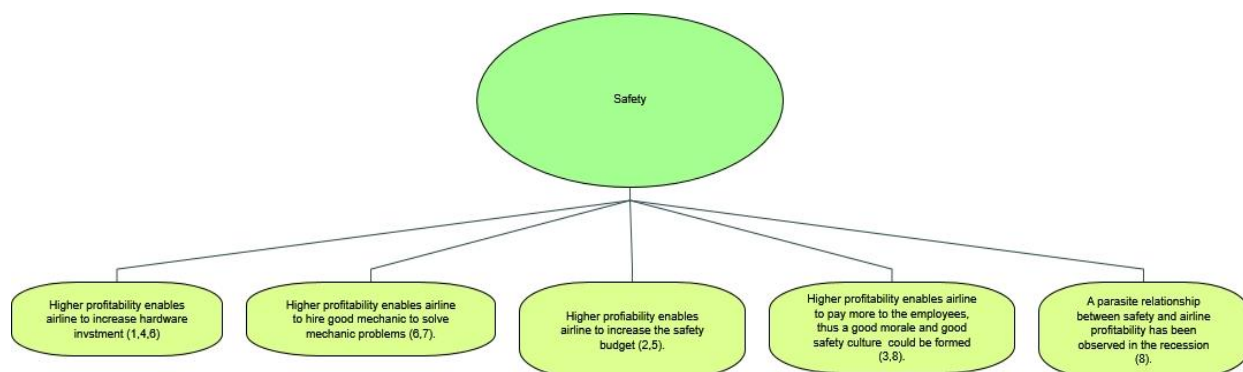 Safety
Higher profitability enables
airline to increase hardware
invstment (1,4,6)
Higher profitability enables airline
to hire good mechanic to solve
mechanic problems (6,7).
Higher profiability enables
airline to increase the safety
budget (2,5).
Higher profitability enables airline
to pay more to the employees,
thus a good morale and good
safety culture could be formed
(3,8).
A parasite relationship
between safety and airline
profitability has been
observed in the recession
(8).